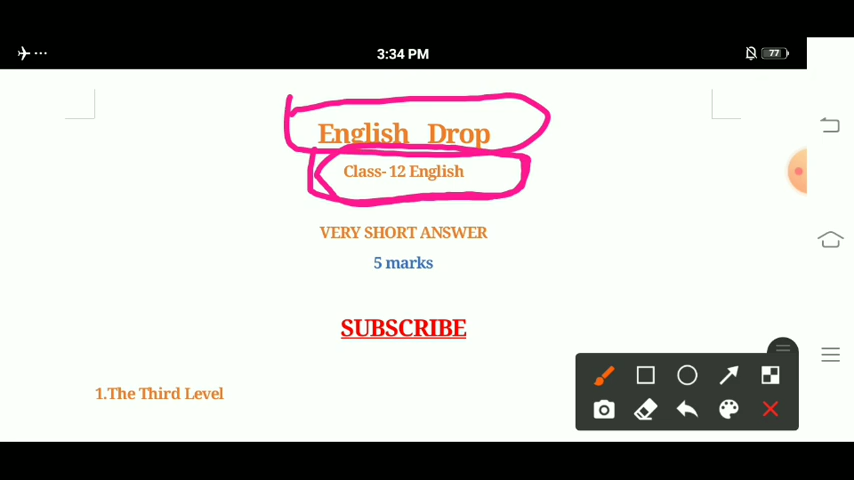 3:34 PM
77
English Drop
Class- 12 English
VERY SHORT ANSWER
5 marks
SUBSCRIBE
1.The Third Level